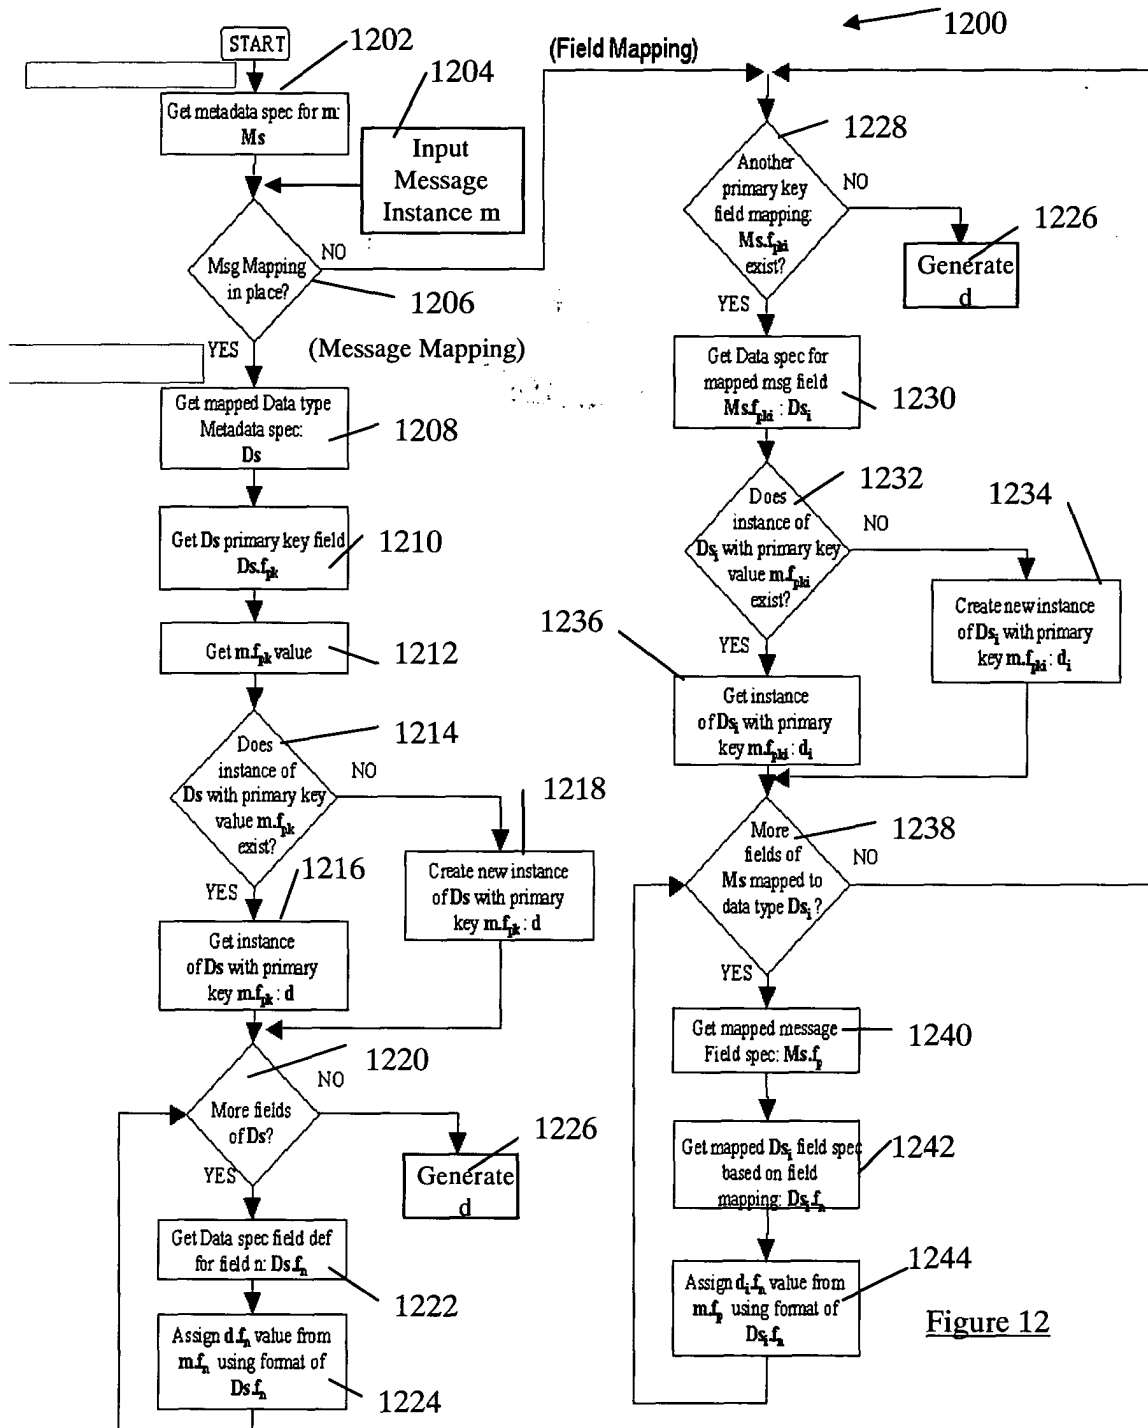 1200
START
1202
(Field Mapping)
1204
Get metadata spec for m:
Ms
Input
Message
Instance m
Msg Mapping
in place?
NO
1206
YES
(Message Mapping)
Get mapped Data type
Metadata spec:
Ds
1208
Get Ds primary key field
Ds.fpk
1210
Get m.fpk value
1212
1214
Does
instance of
Ds with primary key
value m.fpk
exist?
NO
1218
YES
1216
Create new instance
of Ds with primary
key m.fpk : d
Get instance
of Ds with primary
key m.fpk : d
1220
NO
More fields
of Ds?
1226
Generate
d
YES
Get Data spec field def
for field n: Ds.fn
1222
Assign d.fn value from
m.fn using format of
Ds.fn
1224
1228
Another
primary key
field mapping:
Ms.fpki
exist?
NO
1226
Generate
d
YES
Get Data spec for
mapped msg field
Ms.fpki : Dsi
1230
1232
Does
instance of
Dsi with primary key
value m.fpki
exist?
NO
1234
Create new instance
of Dsi with primary
key m.fpki : di
1236
YES
Get instance
of Dsi with primary
key m.fpki : di
1238
More
fields of
Ms mapped to
data type Dsi ?
NO
YES
Get mapped message
Field spec: Ms.fp
1240
Get mapped Dsi field spec
based on field
mapping: Dsi.fn
1242
1244
Assign di.fn value from
m.fp using format of
Dsi.fn
Figure 12